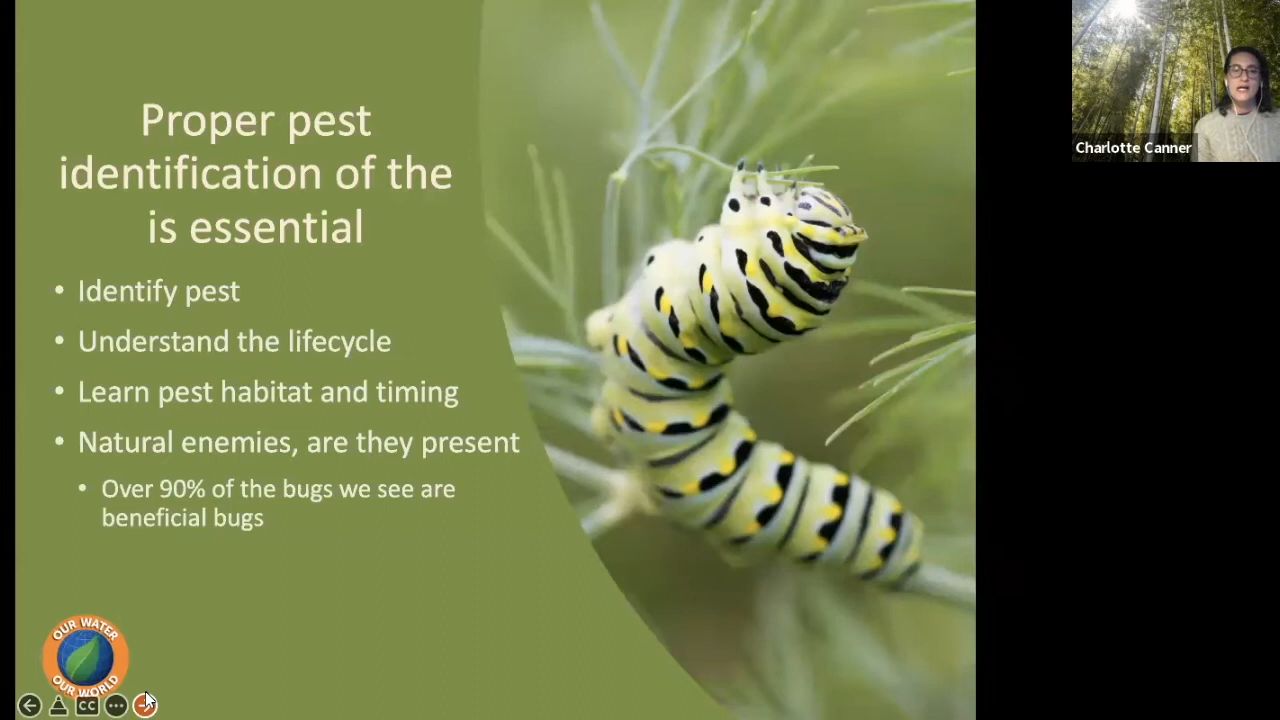 Proper pest
identification of the
is essential
• Identify pest
• Understand the lifecycle
• Learn pest habitat and timing
• Natural enemies, are they present
• Over 90% of the bugs we see are
beneficial bugs
OUR WATER
OUR WORLD
CC
Charlotte Canner